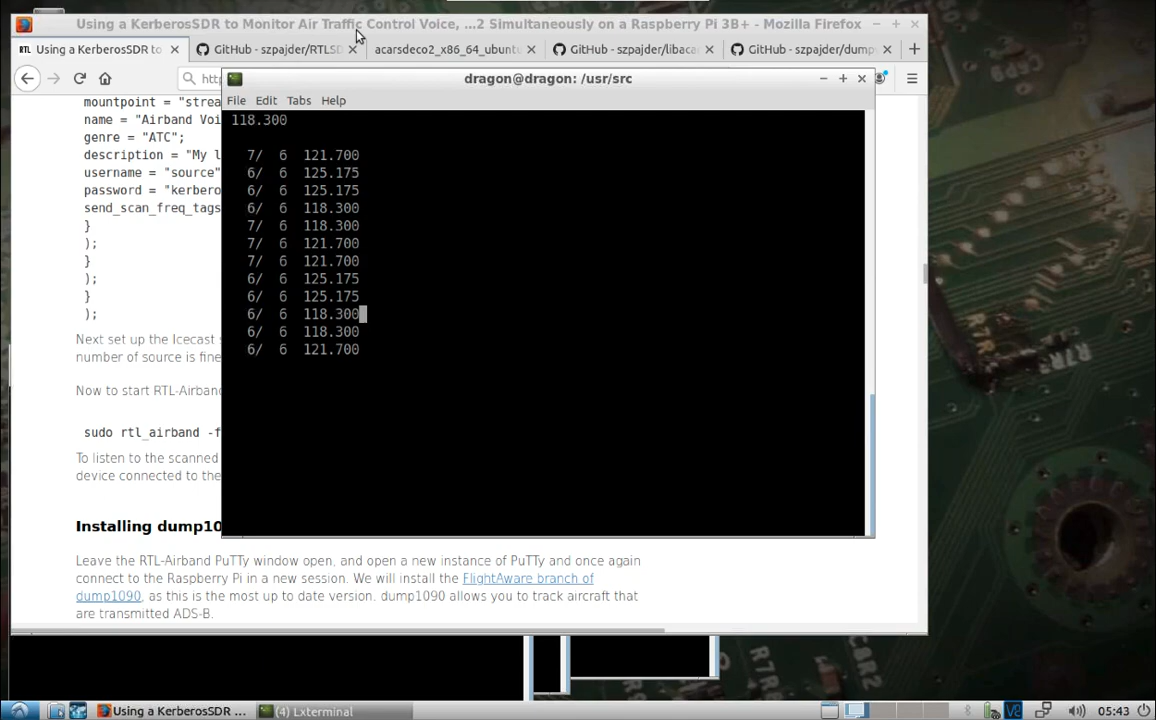 Using a KerberosSDR to Monitor Air Traffic Control Voice, ...2 Simultaneously on a Raspberry Pi 3B+ - Mozilla Firefox
RTL Using a KerberosSDR to
GitHub - szpajder/RTLSD
acarsdeco2_x86_64_ubuntu
GitHub - szpajder/libaca
GitHub - szpajder/dump
dragon@dragon: /usr/src
File Edit Tabs Help
118.300
7/ 6 121.700
6/ 6 125.175
6/ 6 125.175
6/ 6 118.300
7/ 6 118.300
7/ 6 121.700
7/ 6 121.700
6/ 6 125.175
6/ 6 125.175
6/ 6 118.300
6/ 6 118.300
6/ 6 121.700
mountpoint = "strea
name = "Airband Voi
genre = "ATC";
description = "My l
username = "source"
password = "kerbero
send_scan_freq_tags
}
);
}
);
}
);
Next set up the Icecast s
number of source is fine
Now to start RTL-Airban
sudo rtl_airband -f
To listen to the scanned
device connected to the
Installing dump10
Leave the RTL-Airband PuTTy window open, and open a new instance of PuTTy and once again
connect to the Raspberry Pi in a new session. We will install the FlightAware branch of
dump1090, as this is the most up to date version. dump1090 allows you to track aircraft that
are transmitted ADS-B.
Using a KerberosSDR to Monitor ...
(4) Lxterminal
05:43